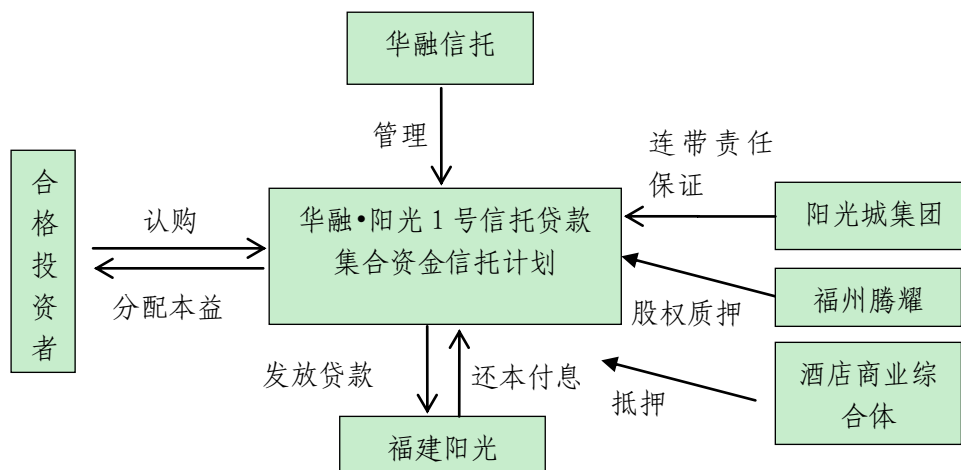 华融信托
管理
合
格
投
资
者
认购
分配本益
华融•阳光1号信托贷款
集合资金信托计划
连带责任
保证
阳光城集团
股权质押
福州腾耀
抵押
酒店商业综
合体
发放贷款
还本付息
福建阳光